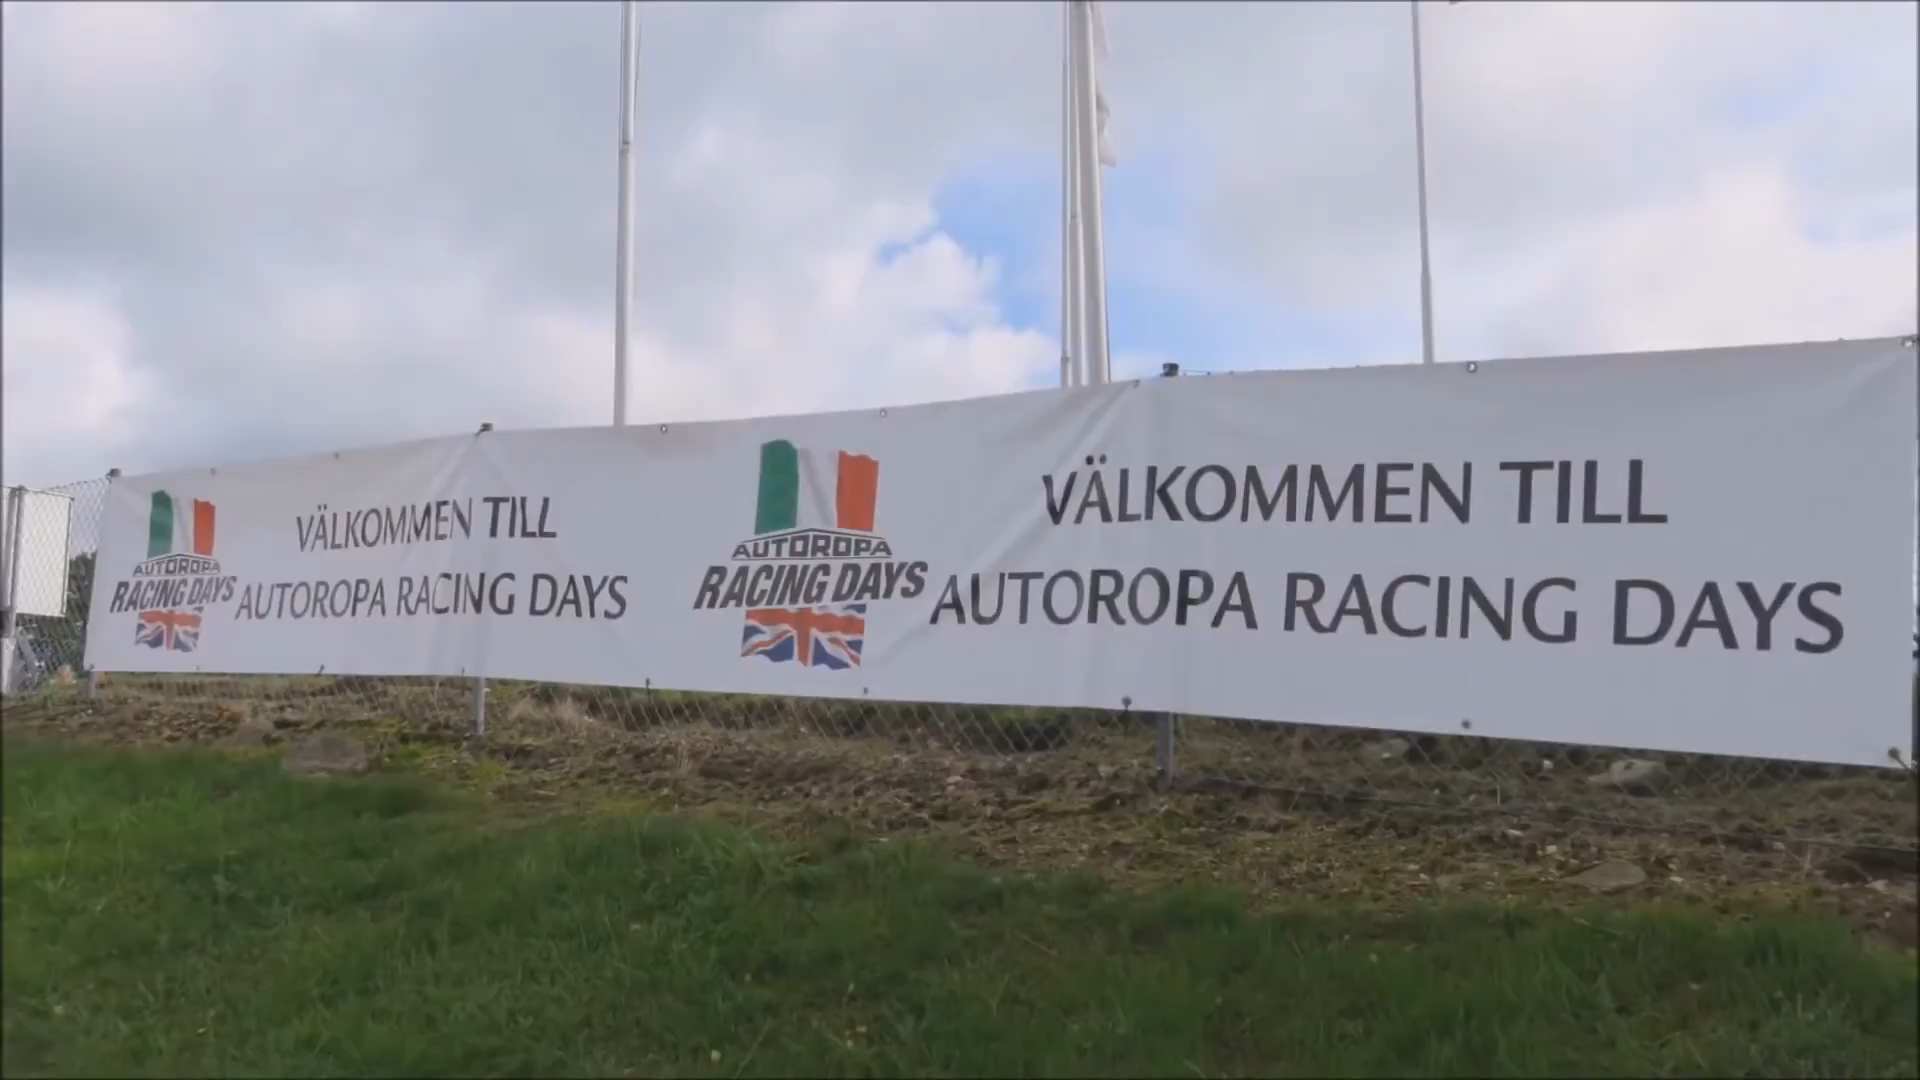 AUTOROPA
RACING DAYS
VÄLKOMMEN TILL
AUTOROPA RACING DAYS
AUTOROPA
RACING DAYS
VÄLKOMMEN TILL
AUTOROPA RACING DAYS